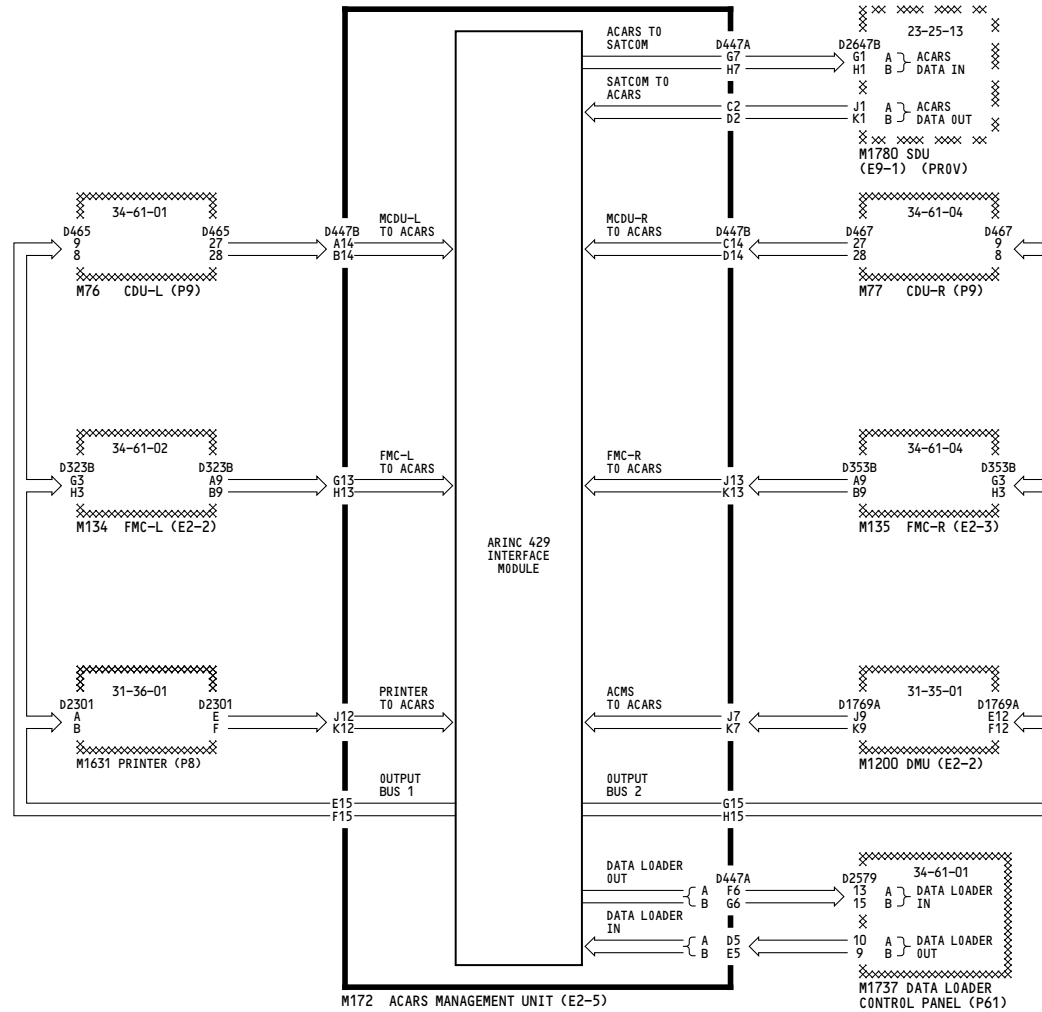 ACARS TO
SATCOM
D447A
G7
H7
D2647B
G1
H1
23-25-13
A
B
ACARS
DATA IN
SATCOM TO
ACARS
C2
D2
J1
K1
A
B
ACARS
DATA OUT
M1780 SDU
(E9-1) (PROV)
34-61-01
D465
9
8
D465
27
28
M76 CDU-L (P9)
D447B
A14
B14
MCDU-L
TO ACARS
MCDU-R
TO ACARS
D447B
C14
D14
34-61-04
D467
27
28
D467
9
8
M77 CDU-R (P9)
34-61-02
D323B
G3
H3
D323B
A9
B9
M134 FMC-L (E2-2)
G13
H13
FMC-L
TO ACARS
FMC-R
TO ACARS
J13
K13
34-61-04
D353B
A9
B9
D353B
G3
H3
M135 FMC-R (E2-3)
ARINC 429
INTERFACE
MODULE
31-36-01
D2301
A
B
D2301
E
F
M1631 PRINTER (P8)
J12
K12
PRINTER
TO ACARS
ACMS
TO ACARS
J7
K7
31-35-01
D1769A
J9
K9
D1769A
E12
F12
M1200 DMU (E2-2)
OUTPUT
BUS 1
E15
F15
OUTPUT
BUS 2
G15
H15
DATA LOADER
OUT
A
B
D447A
F6
G6
D2579
13
15
34-61-01
A
B
DATA LOADER
IN
DATA LOADER
IN
A
B
D5
E5
10
9
A
B
DATA LOADER
OUT
M1737 DATA LOADER
CONTROL PANEL (P61)
M172 ACARS MANAGEMENT UNIT (E2-5)